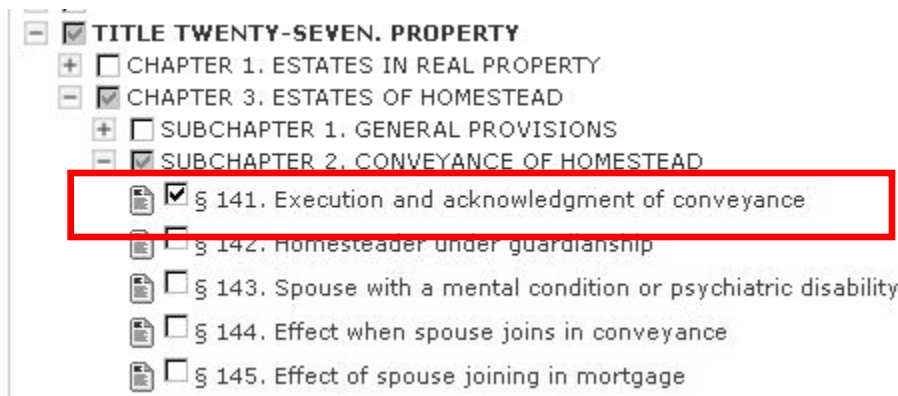 TITLE TWENTY-SEVEN. PROPERTY
CHAPTER 1. ESTATES IN REAL PROPERTY
CHAPTER 3. ESTATES OF HOMESTEAD
SUBCHAPTER 1. GENERAL PROVISIONS
SUBCHAPTER 2. CONVEYANCE OF HOMESTEAD
§ 141. Execution and acknowledgment of conveyance
§ 142. Homesteader under guardianship
§ 143. Spouse with a mental condition or psychiatric disability
§ 144. Effect when spouse joins in conveyance
§ 145. Effect of spouse joining in mortgage